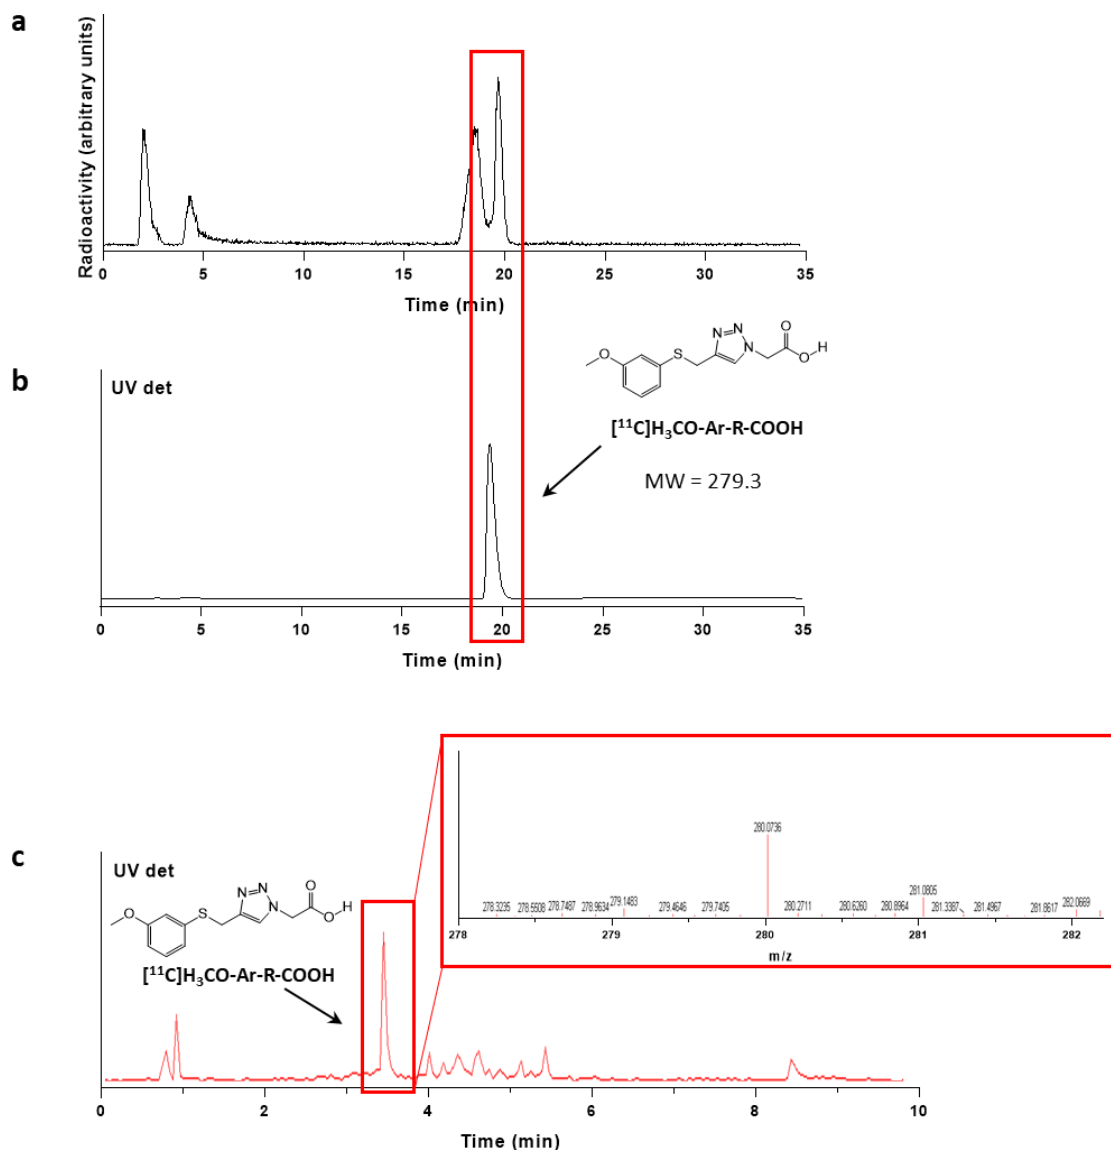 a
Radioactivity (arbitrary units)
0 5 10 15 20 25 30 35
Time (min)
N N
N
O
S
O
O H
[¹¹C]H₃CO-Ar-R-COOH
MW = 279.3
b
UV det
0 5 10 15 20 25 30 35
Time (min)
c
UV det
N N
N
O
S
O
O H
[¹¹C]H₃CO-Ar-R-COOH
280.0736
278.3235 278.5508 278.7487 278.9634 279.1483 279.4645 279.7405 280.2711 280.6260 280.8964 281.0805 281.3387 281.4967 281.8617 282.0669
278 279 280 281 282
m/z
0 2 4 6 8 10
Time (min)